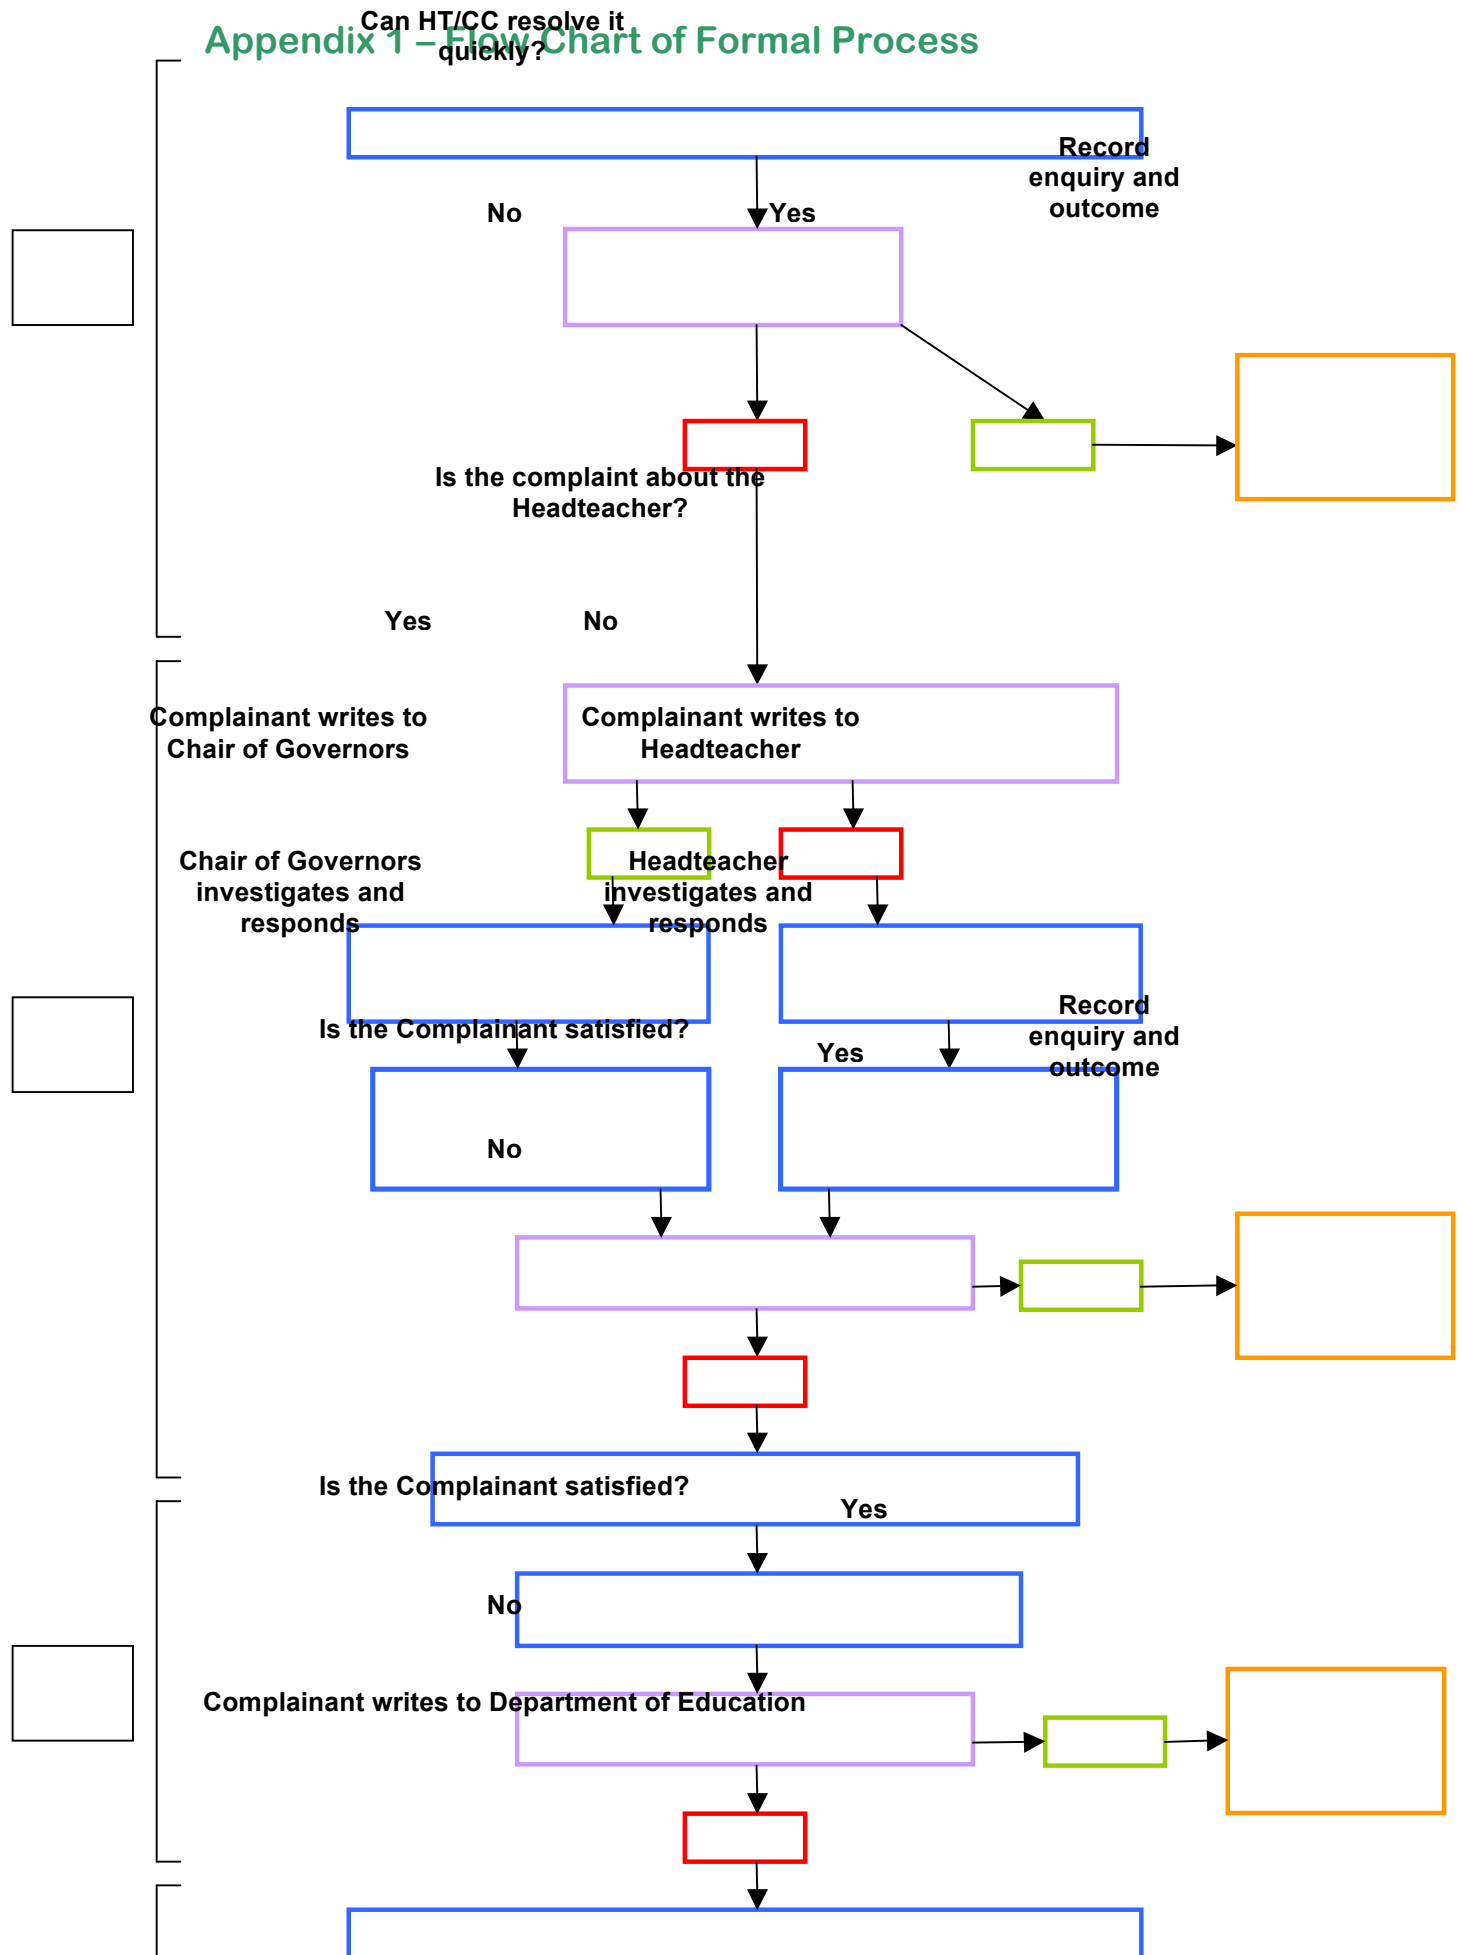 Can HT/CC resolve it
quickly?
Appendix 1 – Flow Chart of Formal Process
Record
enquiry and
outcome
No
Yes
Is the complaint about the
Headteacher?
Yes
No
Complainant writes to
Chair of Governors
Complainant writes to
Headteacher
Chair of Governors
investigates and
responds
Headteacher
investigates and
responds
Record
enquiry and
outcome
Is the Complainant satisfied?
Yes
No
Is the Complainant satisfied?
Yes
No
Complainant writes to Department of Education